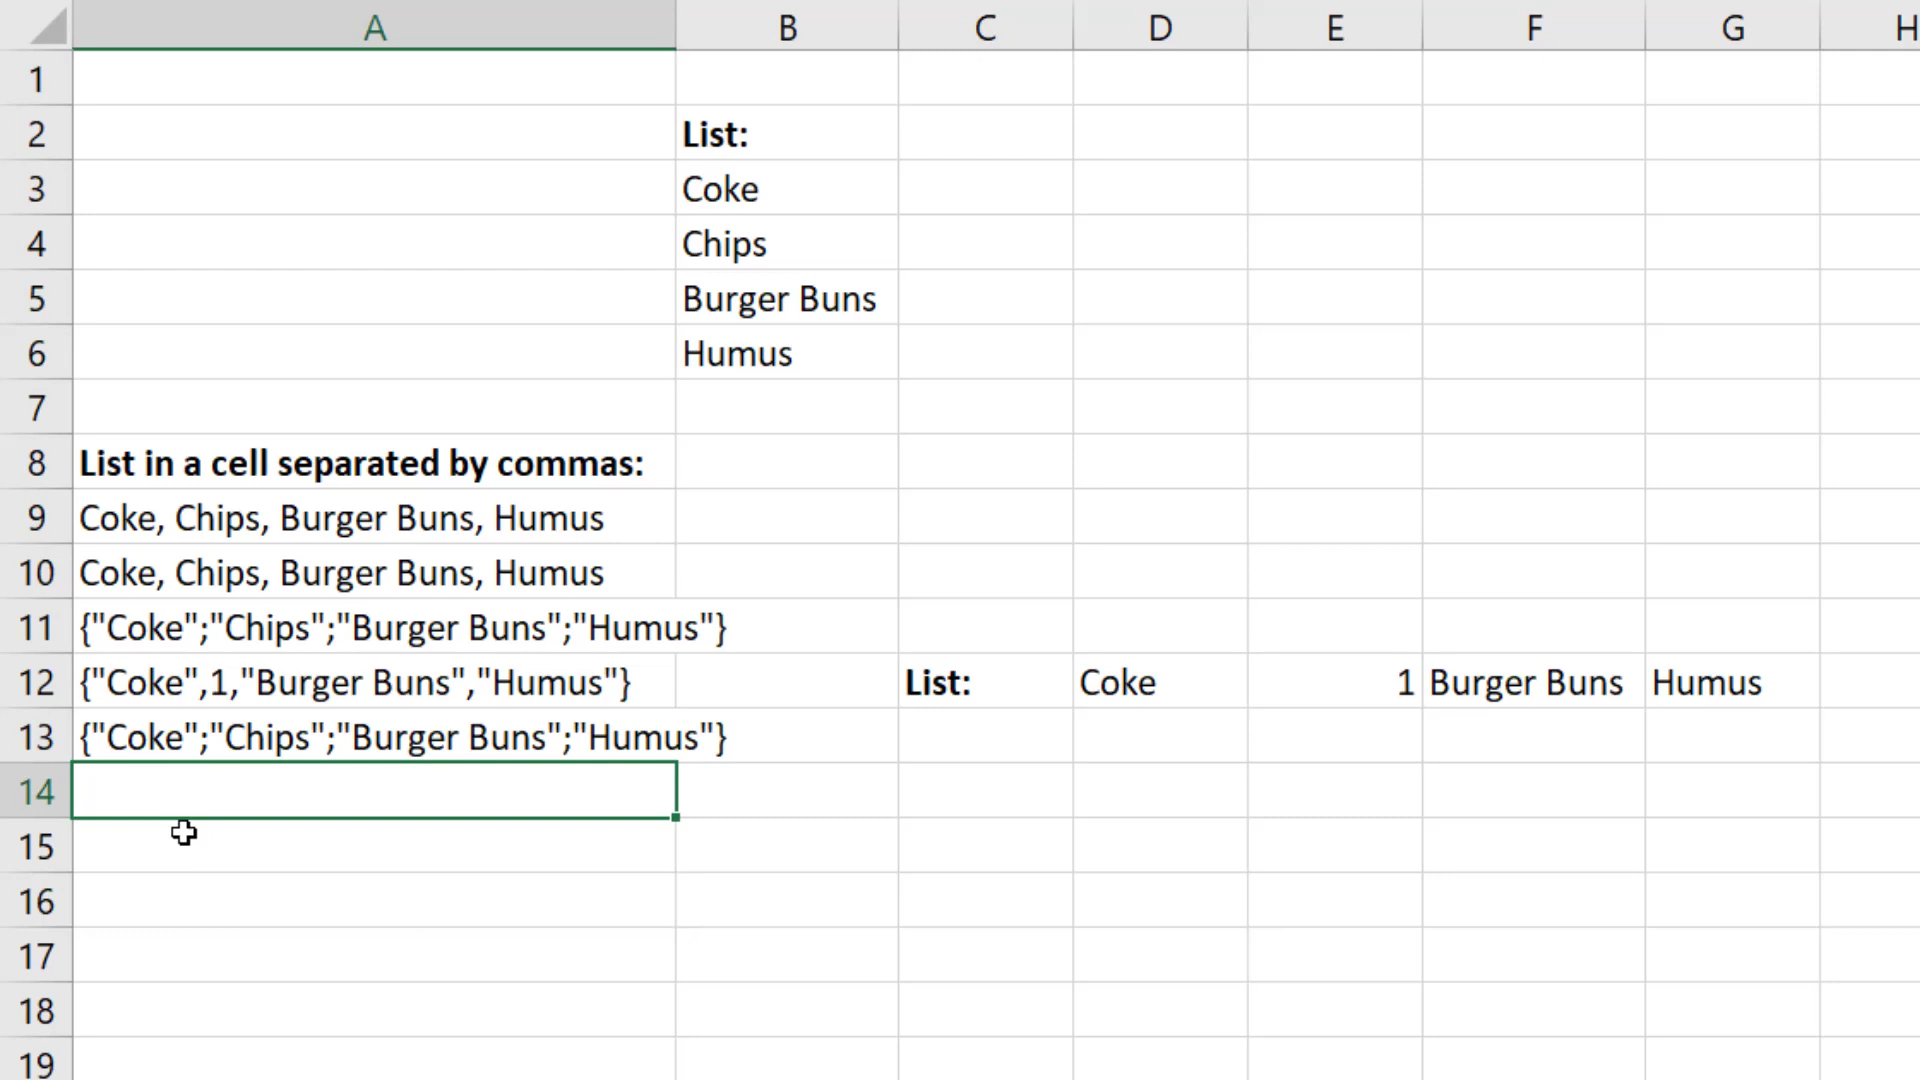 A B C D E F G H
1
2 List:
3 Coke
4 Chips
5 Burger Buns
6 Humus
7
8 List in a cell separated by commas:
9 Coke, Chips, Burger Buns, Humus
10 Coke, Chips, Burger Buns, Humus
11 {"Coke";"Chips";"Burger Buns";"Humus"}
12 {"Coke",1,"Burger Buns","Humus"} List: Coke 1 Burger Buns Humus
13 {"Coke";"Chips";"Burger Buns";"Humus"}
14
15
16
17
18
19